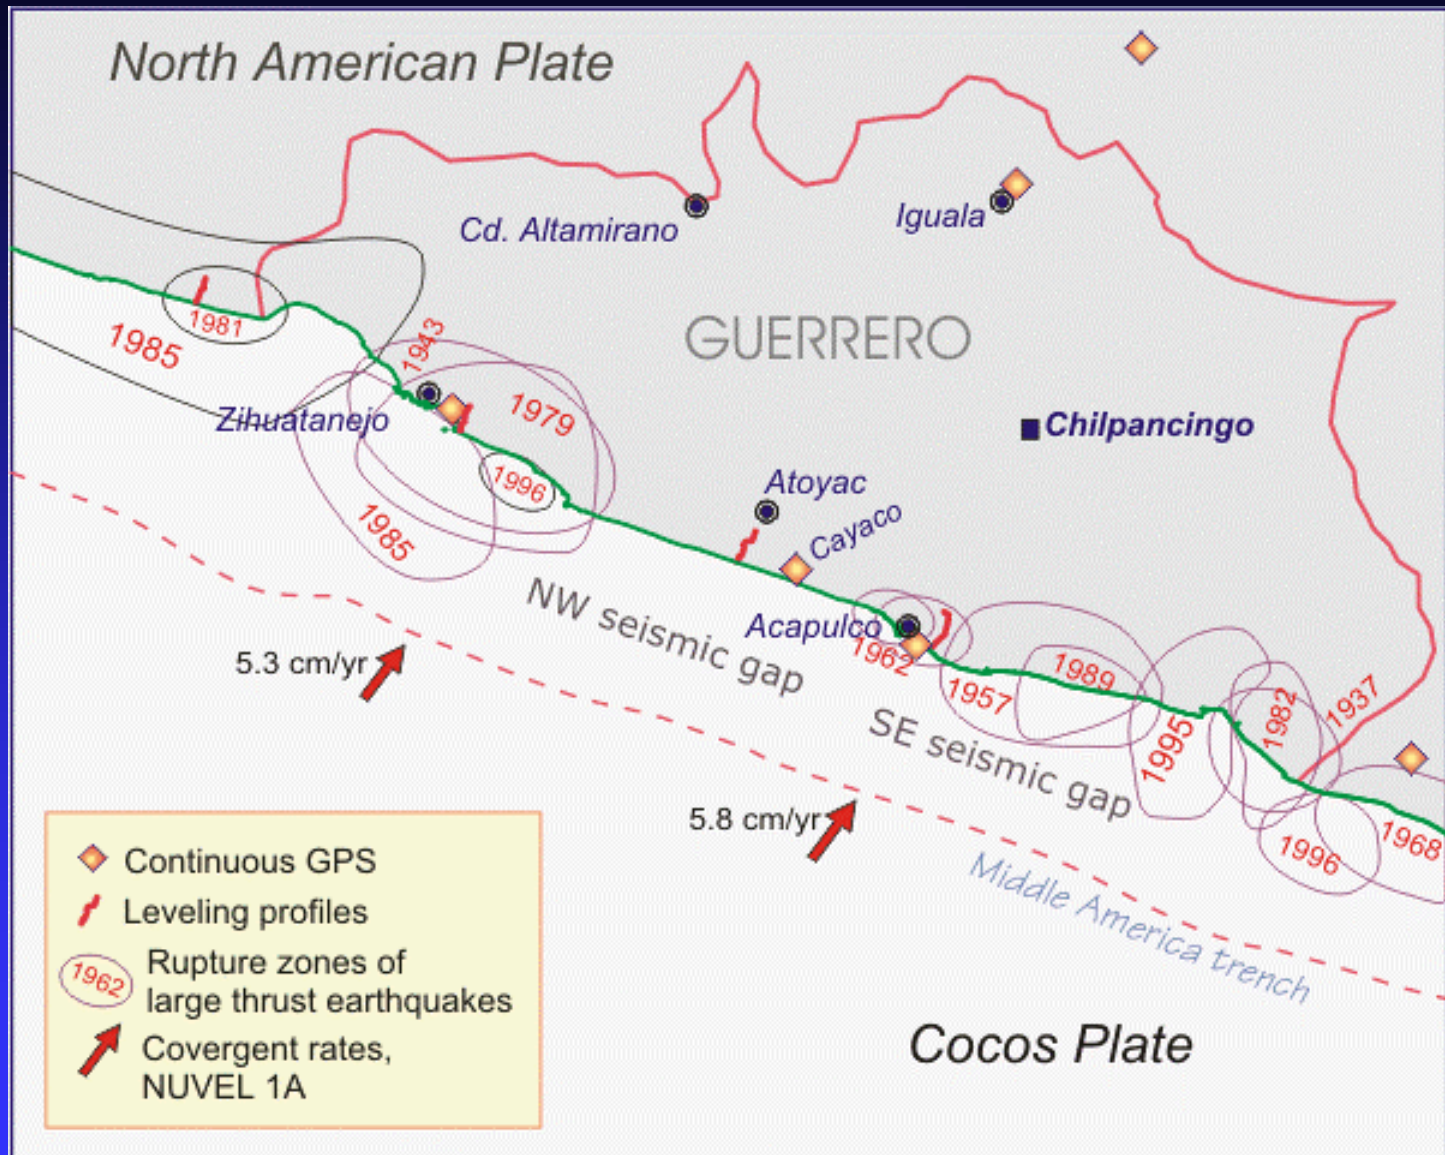 North American Plate
Cd. Altamirano
Iguala
GUERRERO
1981
1985
1943
Zihuatanejo
1979
Chilpancingo
1996
1985
Atoyac
Cayaco
NW seismic gap
Acapulco
1962
1957
1989
SE seismic gap
1995
1982
1937
1996
1968
5.3 cm/yr
5.8 cm/yr
Middle America trench
Cocos Plate
Continuous GPS
Leveling profiles
1962
Rupture zones of
large thrust earthquakes
Covergent rates,
NUVEL 1A